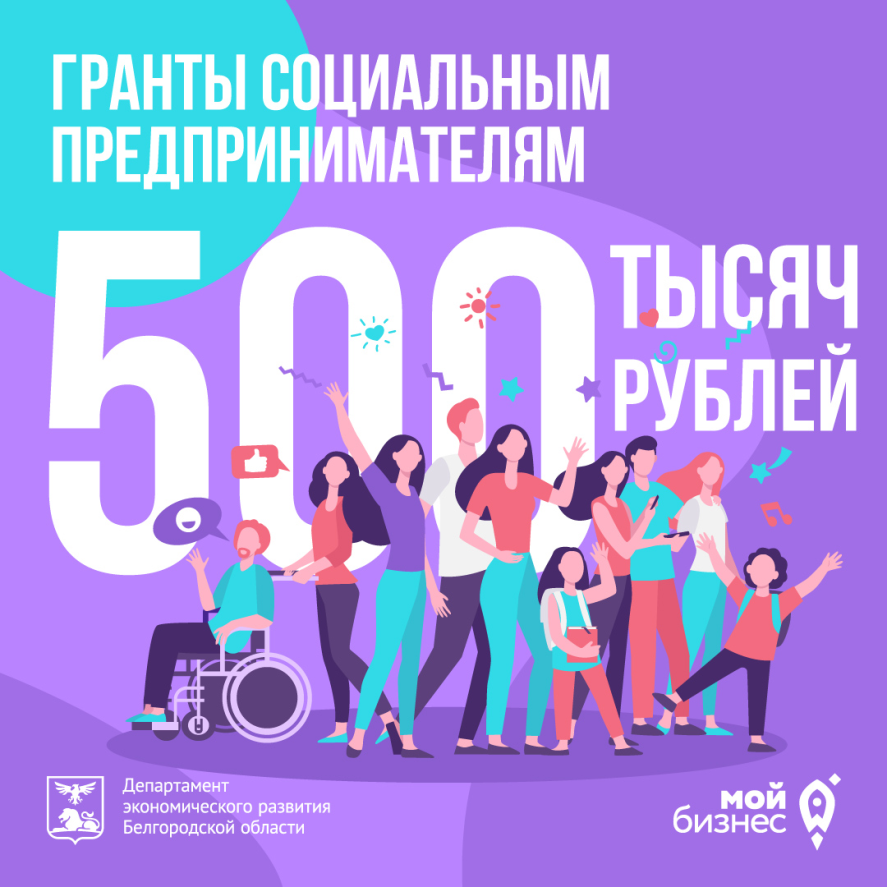 ГРАНТЫ СОЦИАЛЬНЫМ
ПРЕДПРИНИМАТЕЛЯМ
500 ТЫСЯЧ
РУБЛЕЙ
Департамент
экономического развития
Белгородской области
мой
бизнес